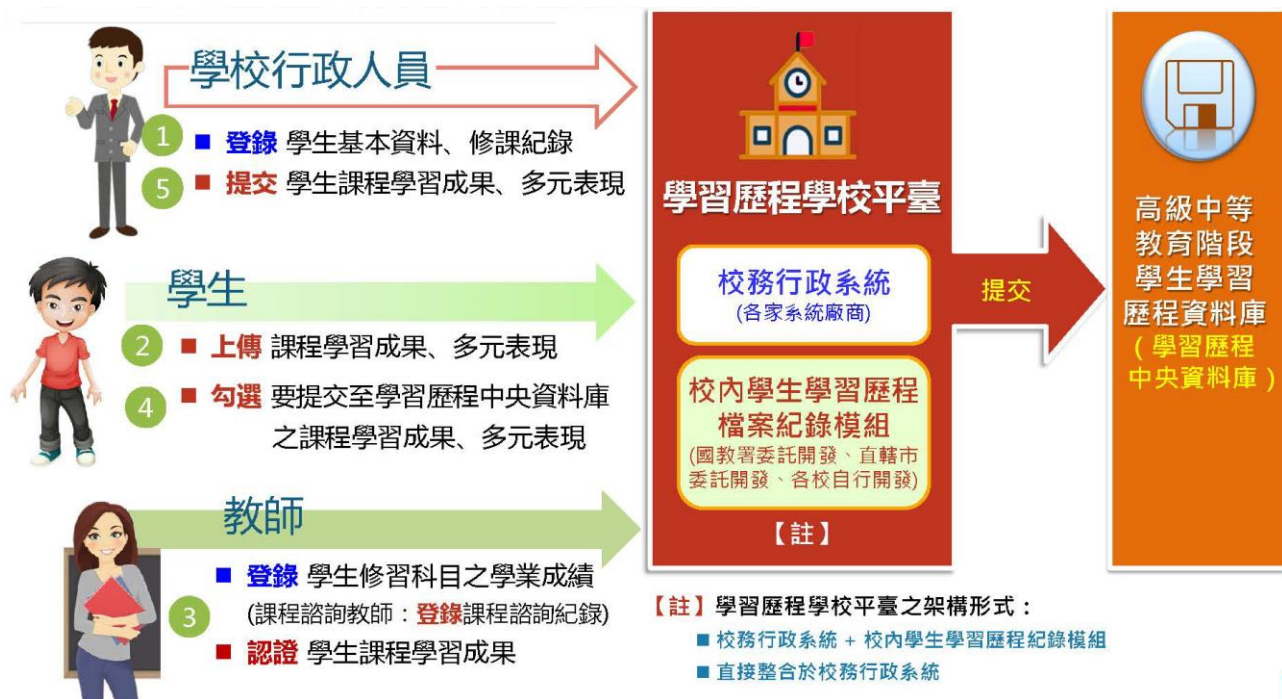 學校行政人員
1
■ 登錄 學生基本資料、修課紀錄
5
■ 提交 學生課程學習成果、多元表現
學生
2
■ 上傳 課程學習成果、多元表現
4
■ 勾選 要提交至學習歷程中央資料庫
之課程學習成果、多元表現
教師
3
■ 登錄 學生修習科目之學業成績
(課程諮詢教師：登錄課程諮詢紀錄)
■ 認證 學生課程學習成果
學習歷程學校平臺
校務行政系統
(各家系統廠商)
校內學生學習歷程
檔案紀錄模組
(國教署委託開發、直轄市
委託開發、各校自行開發)
【註】
提交
高級中等
教育階段
學生學習
歷程資料庫
(學習歷程
中央資料庫)
【註】學習歷程學校平臺之架構形式：
■ 校務行政系統 + 校內學生學習歷程紀錄模組
■ 直接整合於校務行政系統